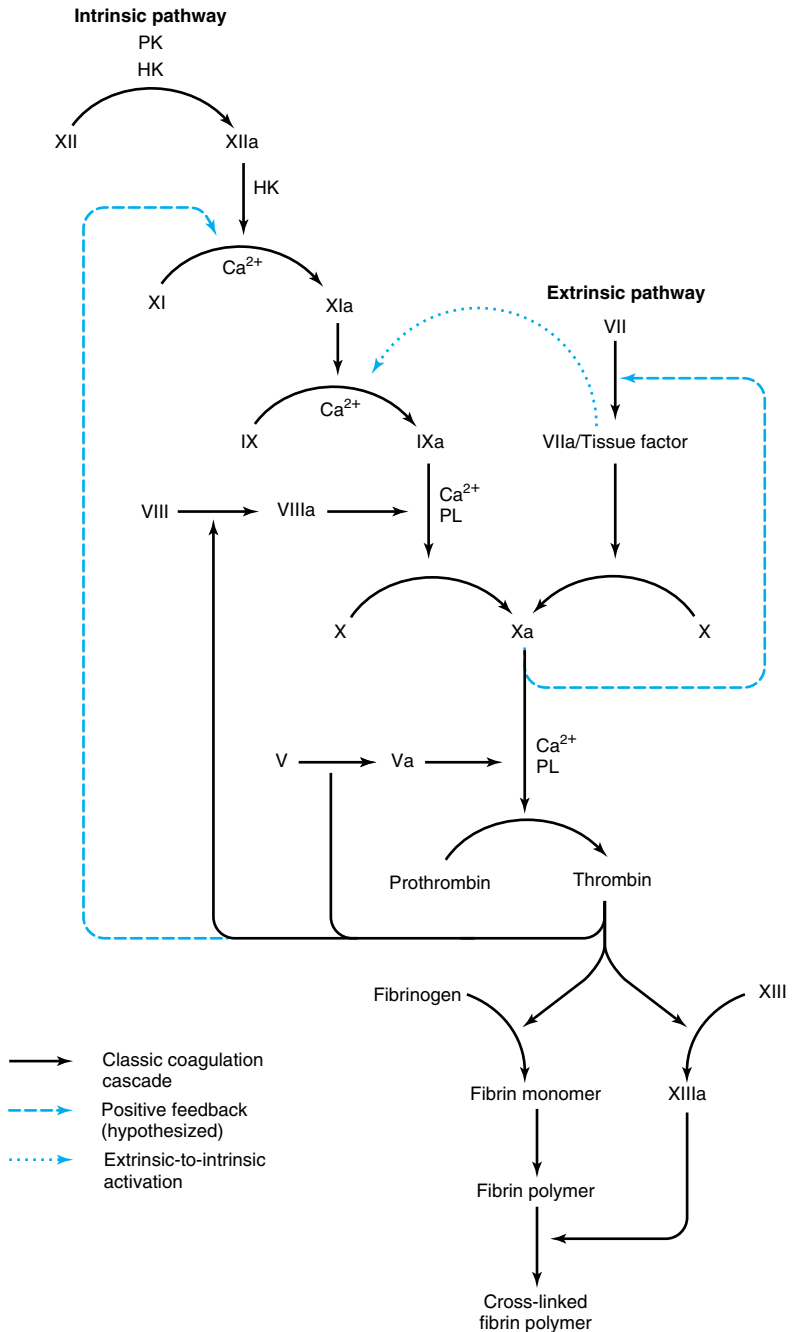 Intrinsic pathway
PK
HK
XII
XIIa
HK
Ca2+
XI
XIa
Extrinsic pathway
VII
Ca2+
IX
IXa
VIIa/Tissue factor
VIII
VIIIa
Ca2+
PL
X
Xa
X
V
Va
Ca2+
PL
Prothrombin
Thrombin
Fibrinogen
XIII
Fibrin monomer
XIIIa
Fibrin polymer
Cross-linked
fibrin polymer
Classic coagulation
cascade
Positive feedback
(hypothesized)
Extrinsic-to-intrinsic
activation